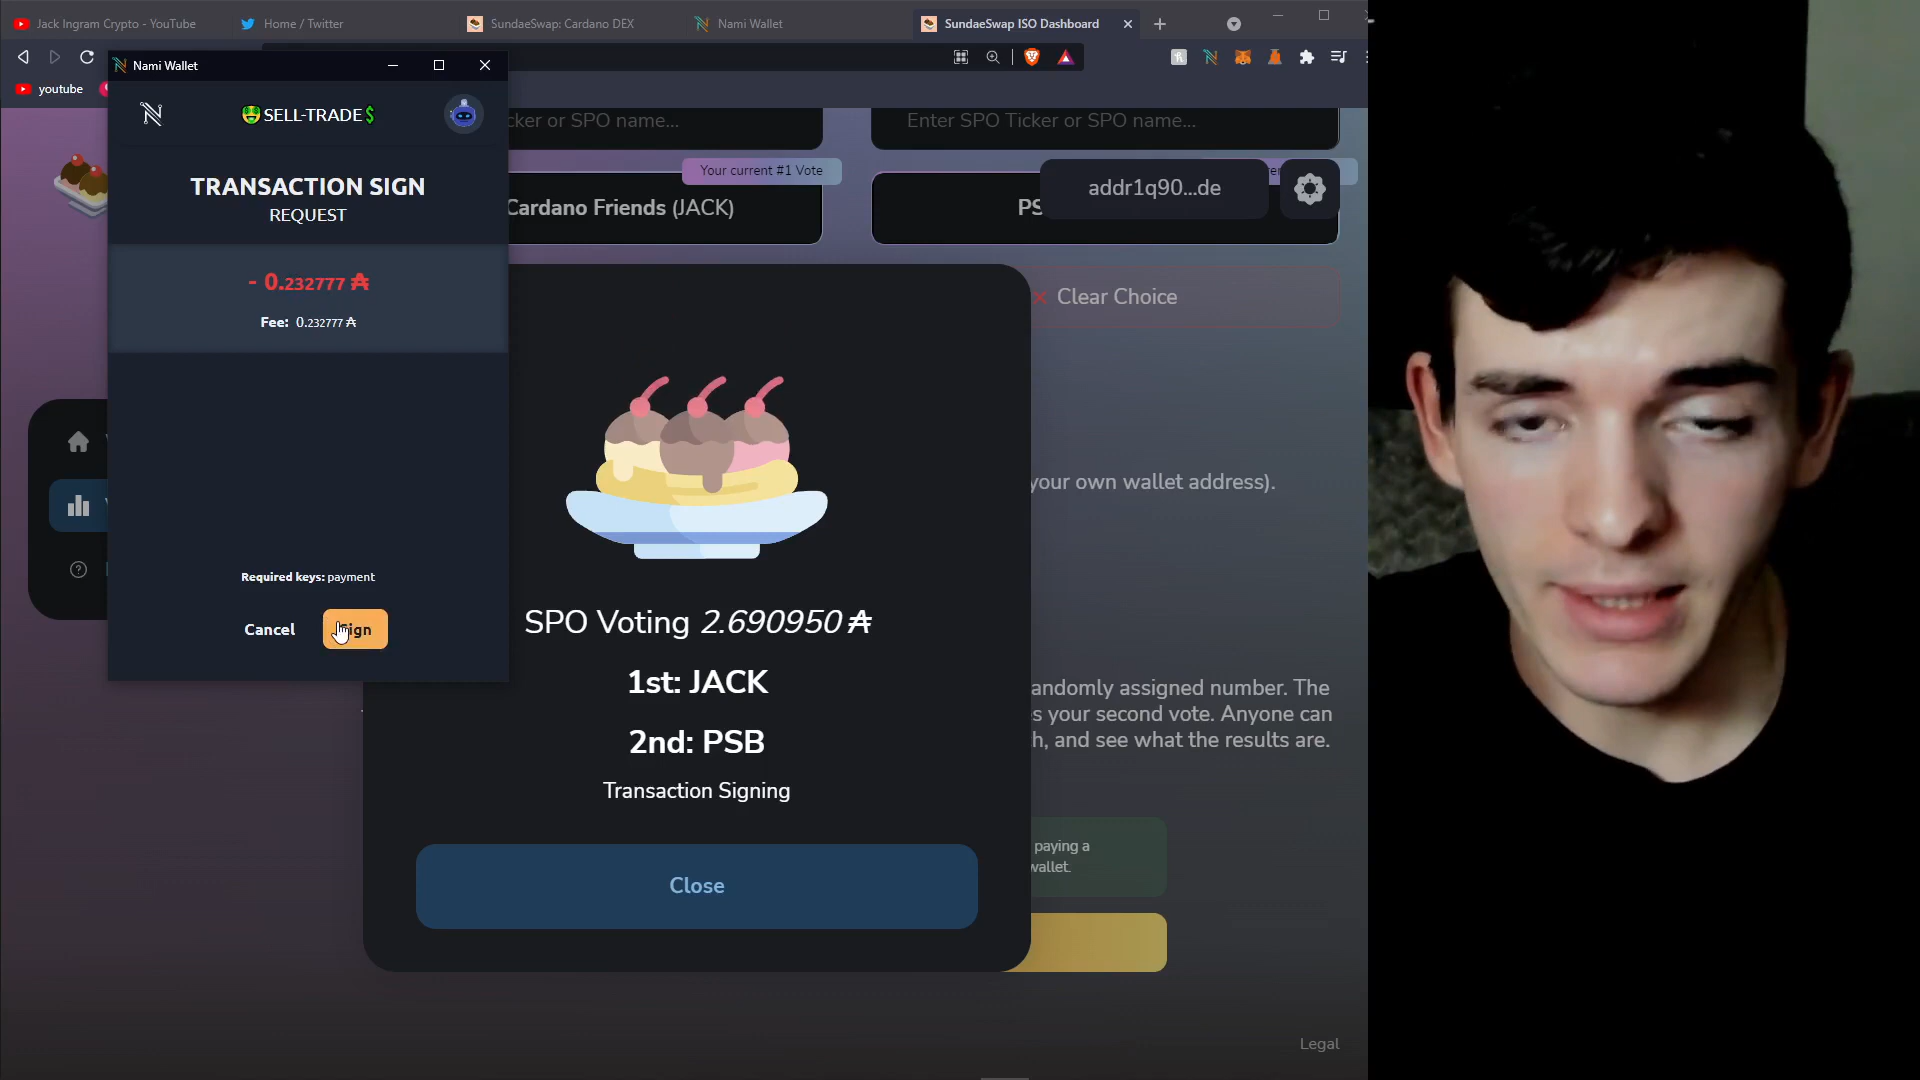 Jack Ingram Crypto - YouTube
Home / Twitter
SundaeSwap: Cardano DEX
Nami Wallet
SundaeSwap ISO Dashboard
youtube
Nami Wallet
SELL-TRADE
TRANSACTION SIGN
REQUEST
- 0.232777 ₳
Fee: 0.232777 ₳
Required keys: payment
Cancel
Sign
SPO name...
Enter SPO Ticker or SPO name...
Your current #1 Vote
addr1q90...de
Cardano Friends (JACK)
Clear Choice
your own wallet address).
SPO Voting 2.690950 ₳
1st: JACK
2nd: PSB
Transaction Signing
assigned number. The
your second vote. Anyone can
and see what the results are.
paying a
Close
Legal